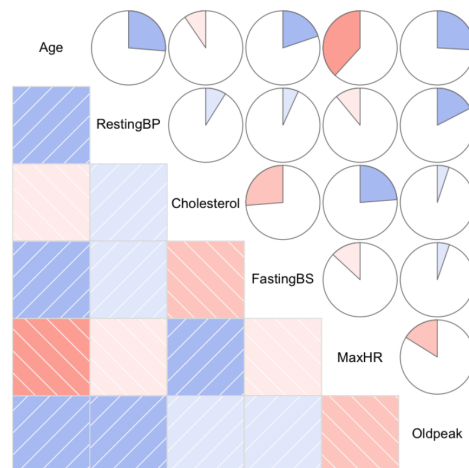 Age
RestingBP
Cholesterol
FastingBS
MaxHR
Oldpeak